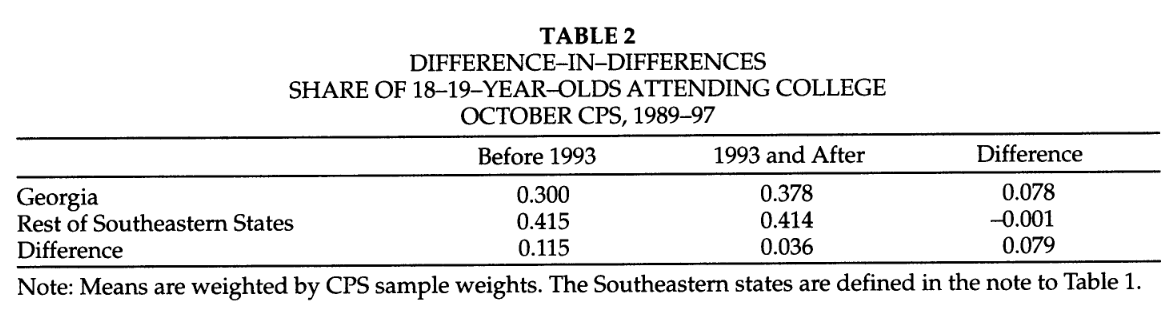 TABLE 2
DIFFERENCE–IN–DIFFERENCES
SHARE OF 18–19–YEAR–OLDS ATTENDING COLLEGE
OCTOBER CPS, 1989–97
Before 1993 1993 and After Difference
Georgia 0.300 0.378 0.078
Rest of Southeastern States 0.415 0.414 –0.001
Difference 0.115 0.036 0.079
Note: Means are weighted by CPS sample weights. The Southeastern states are defined in the note to Table 1.